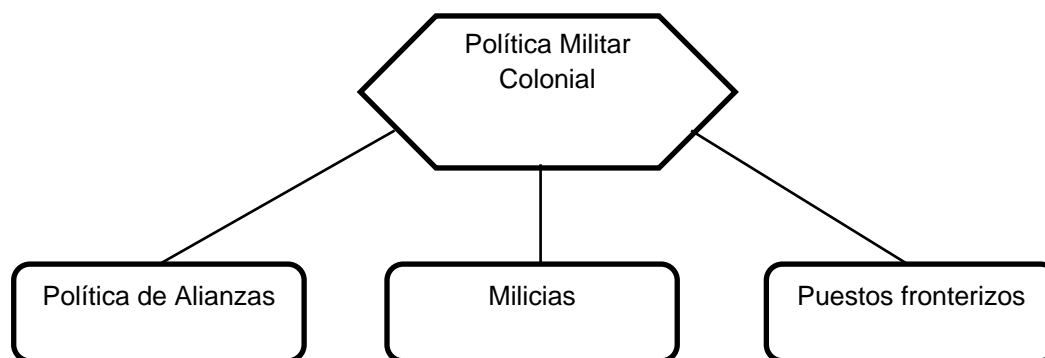 Política Militar
Colonial
Política de Alianzas
Milicias
Puestos fronterizos